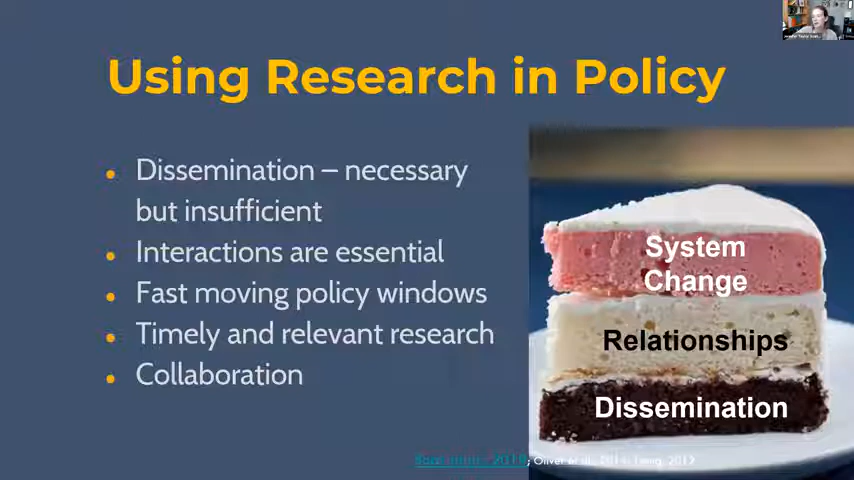 Using Research in Policy
Dissemination – necessary
but insufficient
Interactions are essential
Fast moving policy windows
Timely and relevant research
Collaboration
System
Change
Relationships
Dissemination